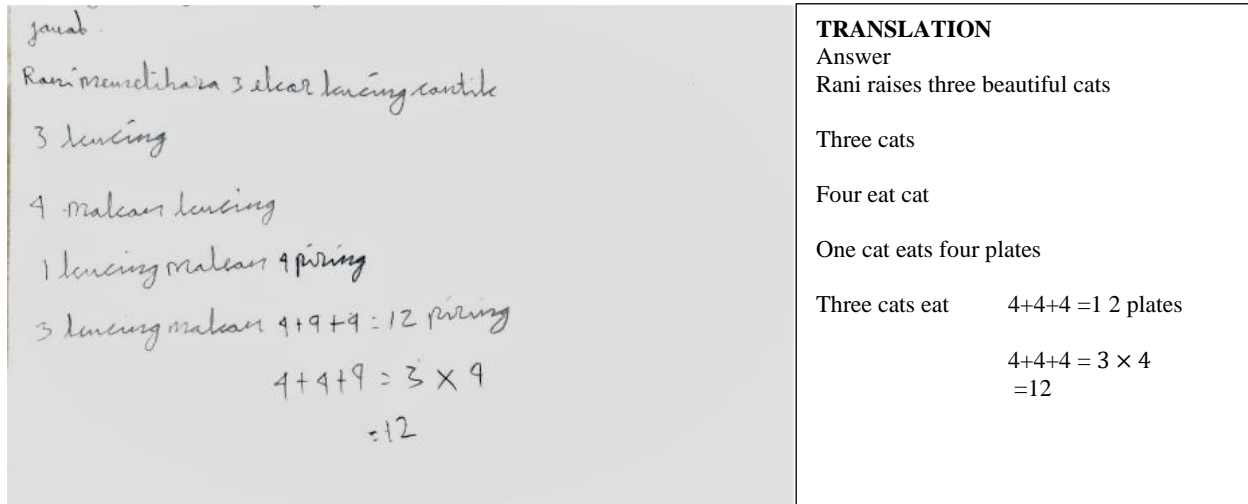 jawab.
Rani memelihara 3 ekor kucing cantik
3 kucing
4 makan kucing
1 kucing makan 4 piring
3 kucing makan 4+4+4 = 12 piring
4+4+4 = 3 × 4
=12
TRANSLATION
Answer
Rani raises three beautiful cats
Three cats
Four eat cat
One cat eats four plates
Three cats eat 4+4+4 =1 2 plates
4+4+4 = 3 × 4
=12